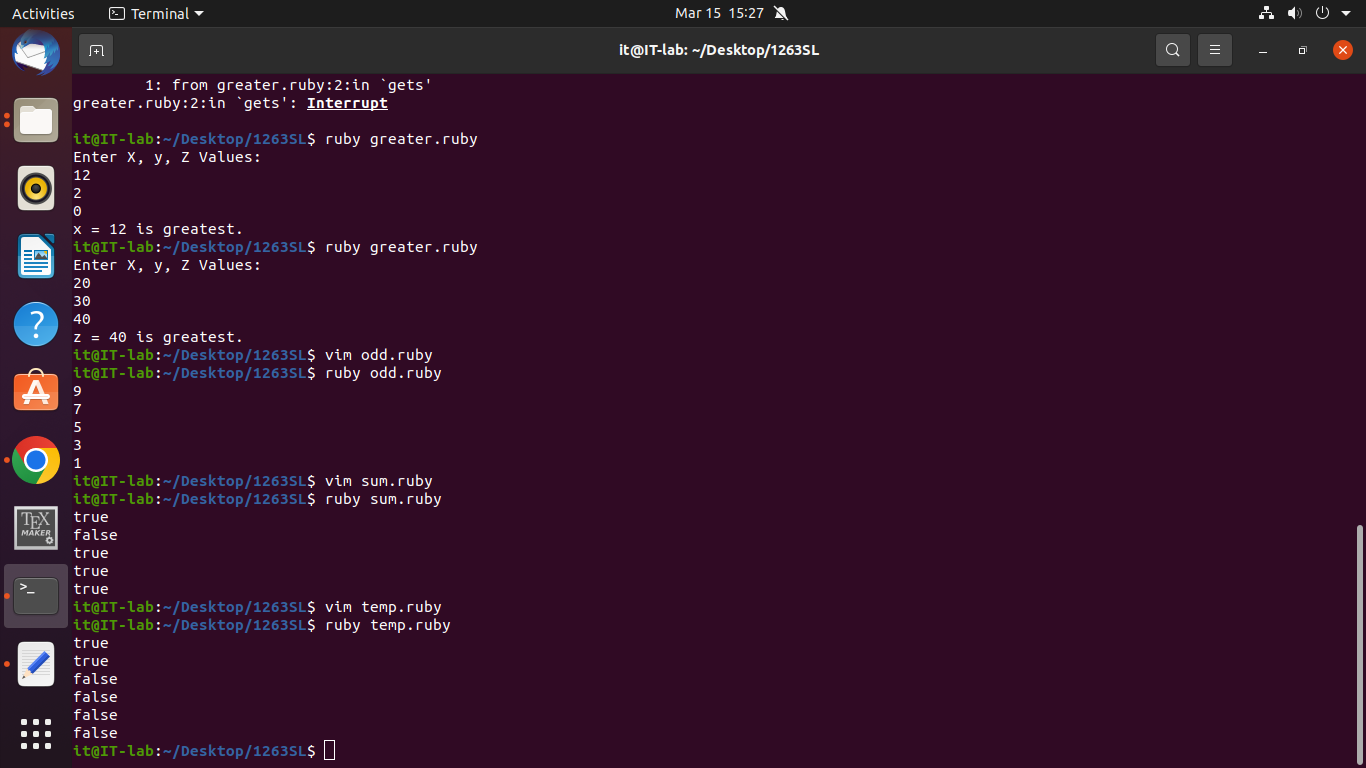 Activities Terminal Mar 15 15:27
it@IT-lab: ~/Desktop/1263SL
        1: from greater.ruby:2:in `gets'
greater.ruby:2:in `gets': Interrupt
it@IT-lab:~/Desktop/1263SL$ ruby greater.ruby
Enter X, y, Z Values:
12
2
0
x = 12 is greatest.
it@IT-lab:~/Desktop/1263SL$ ruby greater.ruby
Enter X, y, Z Values:
20
30
40
z = 40 is greatest.
it@IT-lab:~/Desktop/1263SL$ vim odd.ruby
it@IT-lab:~/Desktop/1263SL$ ruby odd.ruby
9
7
5
3
1
it@IT-lab:~/Desktop/1263SL$ vim sum.ruby
it@IT-lab:~/Desktop/1263SL$ ruby sum.ruby
true
false
true
true
true
it@IT-lab:~/Desktop/1263SL$ vim temp.ruby
it@IT-lab:~/Desktop/1263SL$ ruby temp.ruby
true
true
false
false
false
false
it@IT-lab:~/Desktop/1263SL$
?
TEX
MAKER
>_